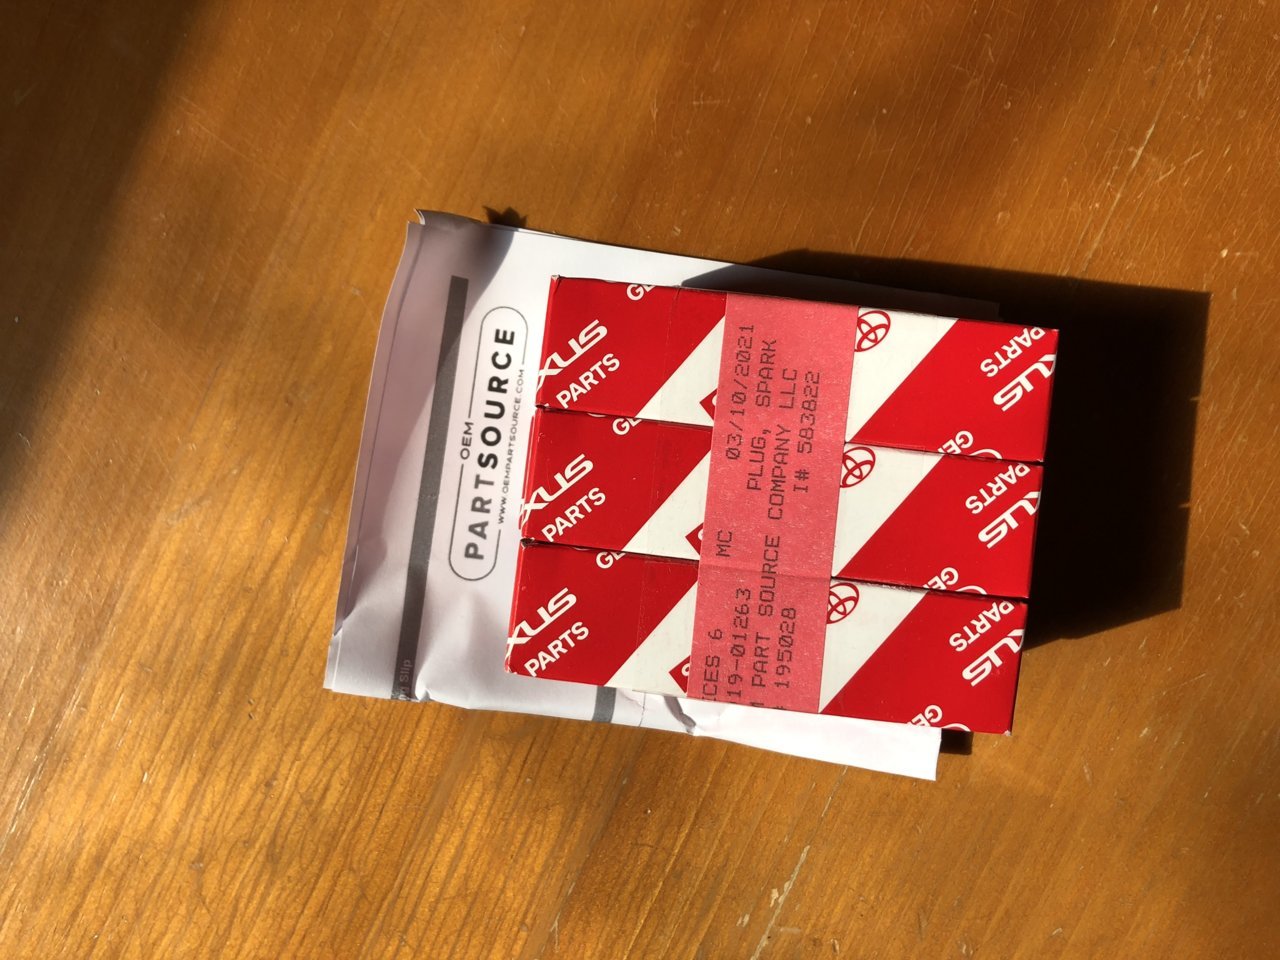 OEM
PARTSOURCE
WWW.OEMPARTSOURCE.COM
Slip
PARTS
PARTS
PARTS
PARTS
PARTS
PARTS
6 MC 03/10/2021
19-01263 PLUG, SPARK
PART SOURCE COMPANY LLC
195028 I# 583822